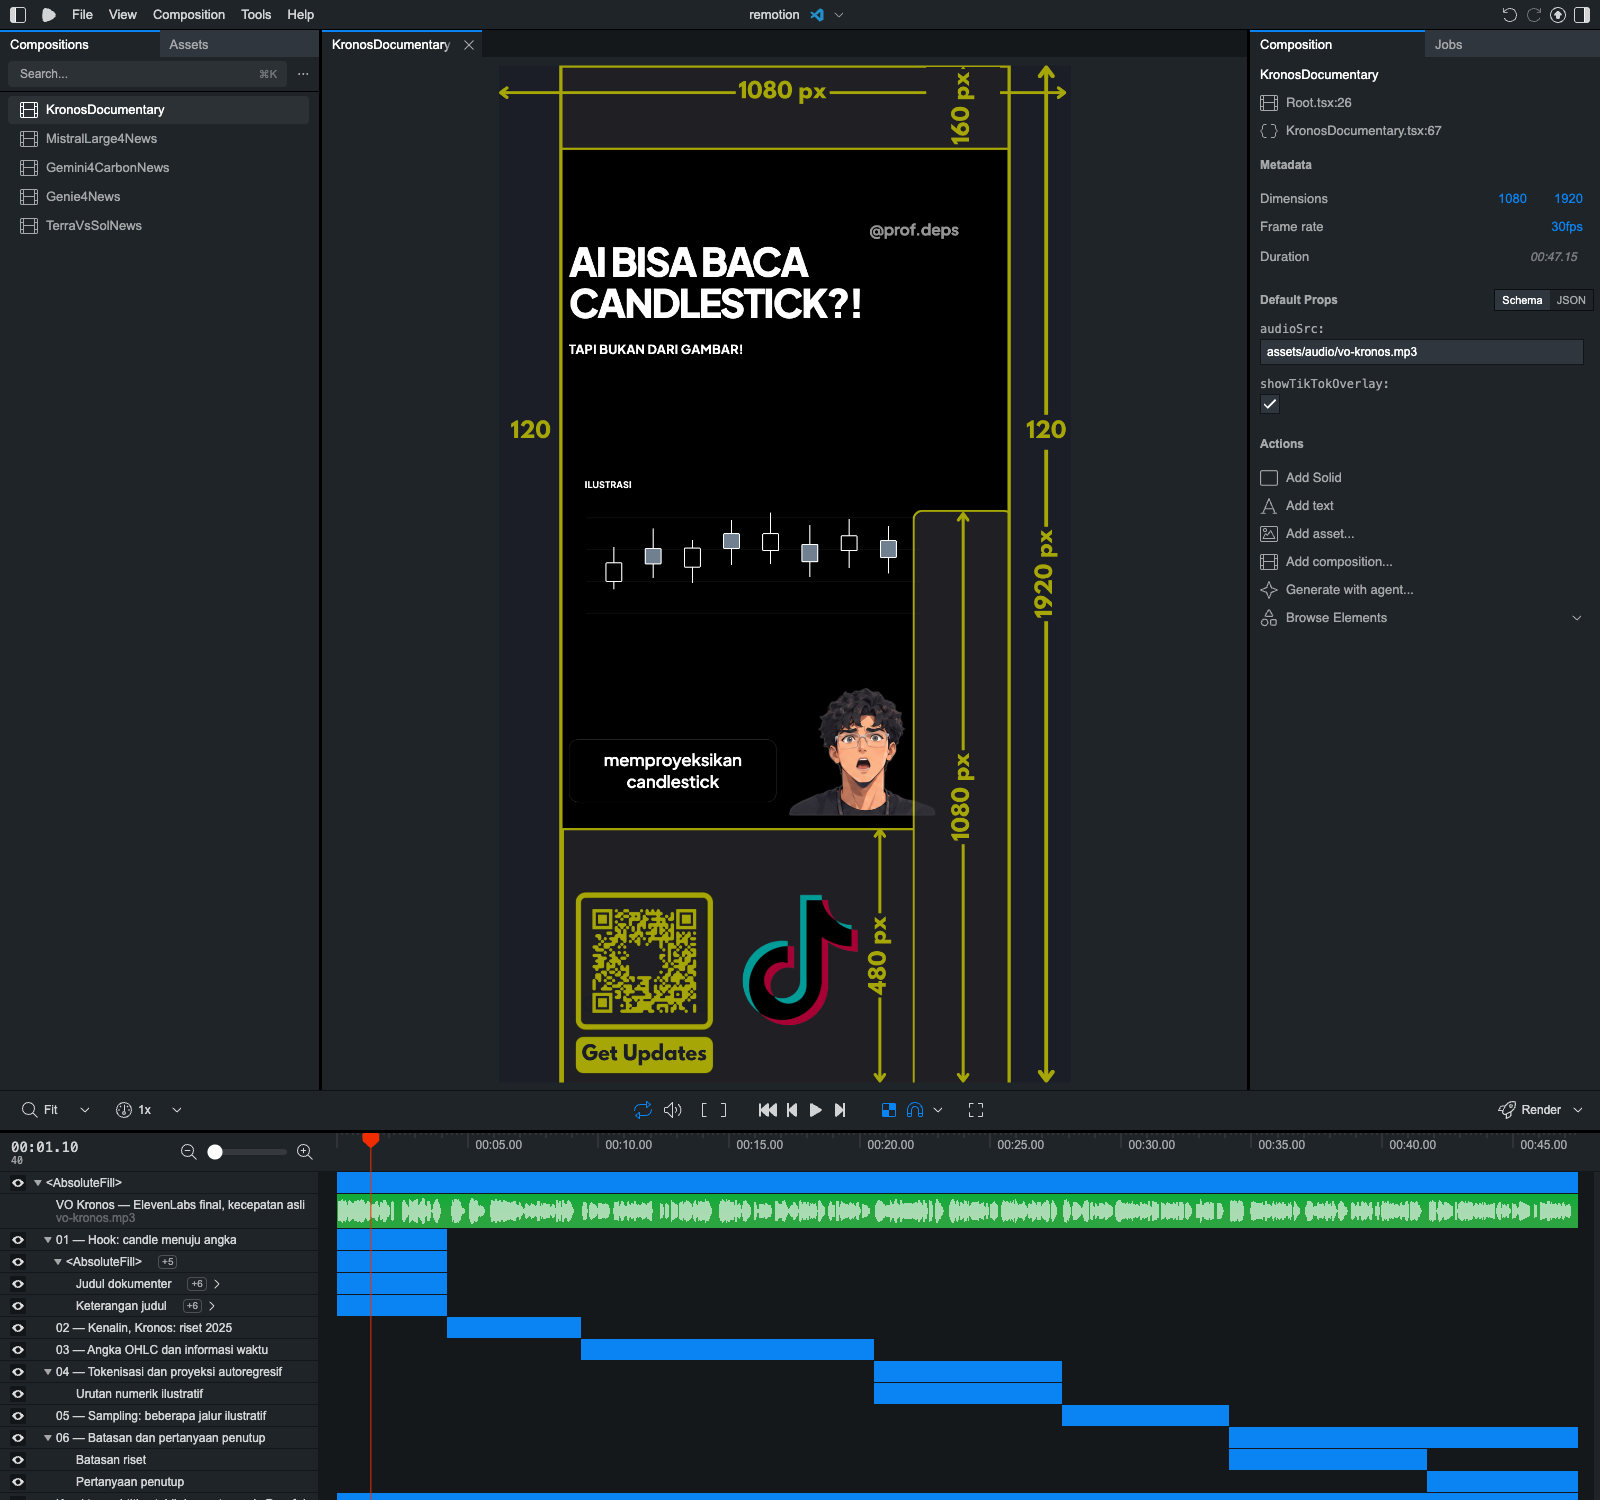 File View Composition Tools Help
remotion
Compositions Assets
KronosDocumentary
Composition Jobs
Search... ⌘K
KronosDocumentary
MistralLarge4News
Gemini4CarbonNews
Genie4News
TerraVsSolNews
1080 px
160 px
@prof.deps
AI BISA BACA
CANDLESTICK?!
TAPI BUKAN DARI GAMBAR!
120
120
ILUSTRASI
1920 px
memproyeksikan
candlestick
1080 px
480 px
Get Updates
KronosDocumentary
Root.tsx:26
KronosDocumentary.tsx:67
Metadata
Dimensions 1080 1920
Frame rate 30fps
Duration 00:47.15
Default Props Schema JSON
audioSrc:
assets/audio/vo-kronos.mp3
showTikTokOverlay:
Actions
Add Solid
Add text
Add asset...
Add composition...
Generate with agent...
Browse Elements
Fit 1x Render
00:01.10
40
00:05.00 00:10.00 00:15.00 00:20.00 00:25.00 00:30.00 00:35.00 00:40.00 00:45.00
<AbsoluteFill>
VO Kronos — ElevenLabs final, kecepatan asli
vo-kronos.mp3
01 — Hook: candle menuju angka
<AbsoluteFill> +5
Judul dokumenter +6
Keterangan judul +6
02 — Kenalin, Kronos: riset 2025
03 — Angka OHLC dan informasi waktu
04 — Tokenisasi dan proyeksi autoregresif
Urutan numerik ilustratif
05 — Sampling: beberapa jalur ilustratif
06 — Batasan dan pertanyaan penutup
Batasan riset
Pertanyaan penutup